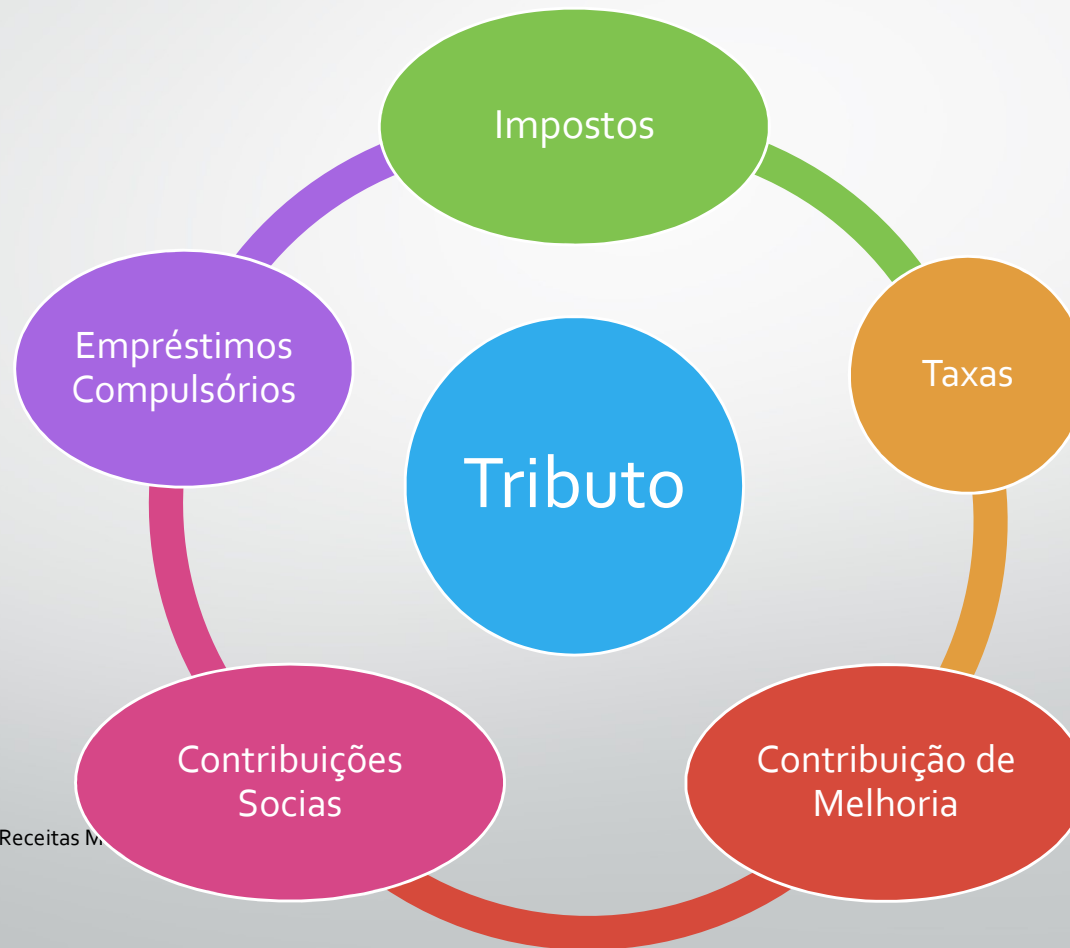 Impostos
Taxas
Contribuição de
Melhoria
Contribuições
Socias
Empréstimos
Compulsórios
Tributo
Receitas